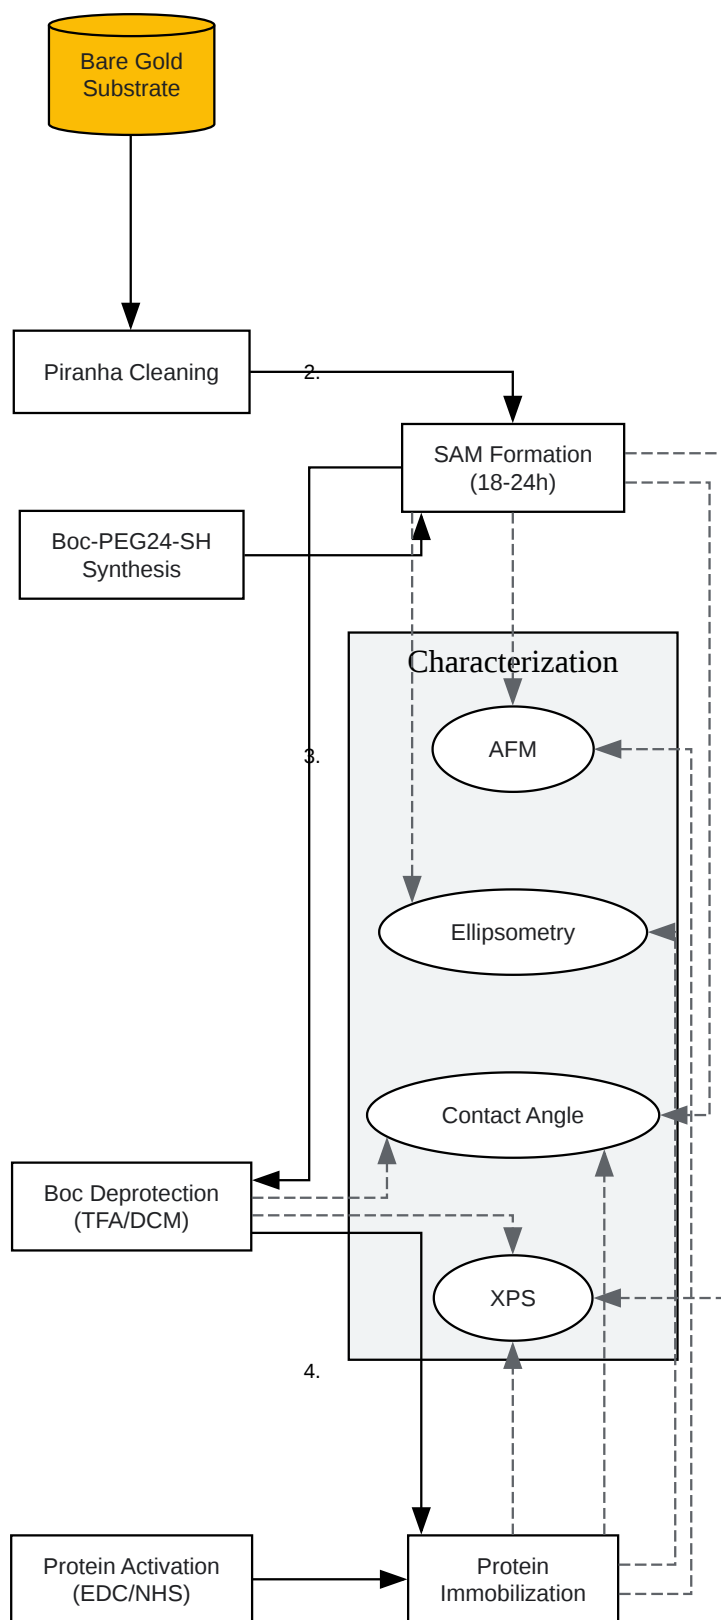 Bare Gold
Substrate
Piranha Cleaning
2.
SAM Formation
(18-24h)
Boc-PEG24-SH
Synthesis
Characterization
AFM
3.
Ellipsometry
Contact Angle
Boc Deprotection
(TFA/DCM)
XPS
4.
Protein Activation
(EDC/NHS)
Protein
Immobilization